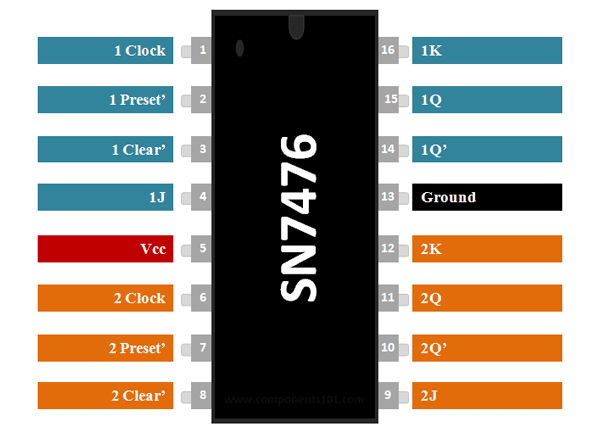 1 Clock 1 16 1K
1 Preset’ 2 15 1Q
1 Clear’ 3 14 1Q’
1J 4 13 Ground
Vcc 5 12 2K
2 Clock 6 11 2Q
2 Preset’ 7 10 2Q’
2 Clear’ 8 9 2J
SN7476
www.components101.com